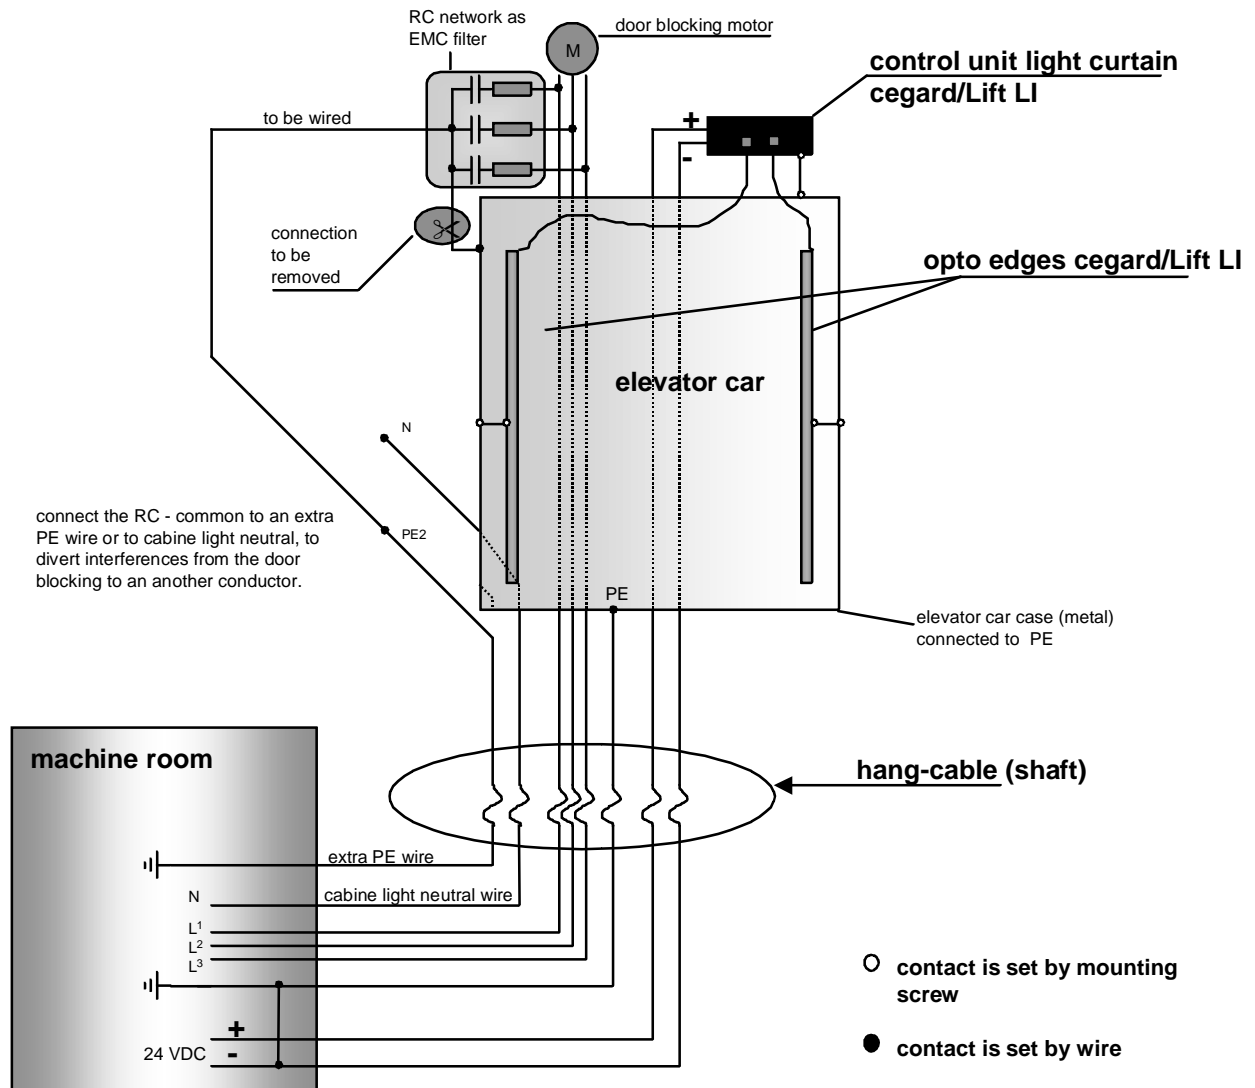 RC network as
EMC filter
door blocking motor
M
control unit light curtain
cegard/Lift LI
to be wired
+
-
connection
to be
removed
opto edges cegard/Lift LI
elevator car
N
connect the RC - common to an extra
PE wire or to cabine light neutral, to
divert interferences from the door
blocking to an another conductor.
PE2
PE
elevator car case (metal)
connected to PE
machine room
hang-cable (shaft)
extra PE wire
N
cabine light neutral wire
L1
L2
L3
+
24 VDC
-
contact is set by mounting
screw
contact is set by wire